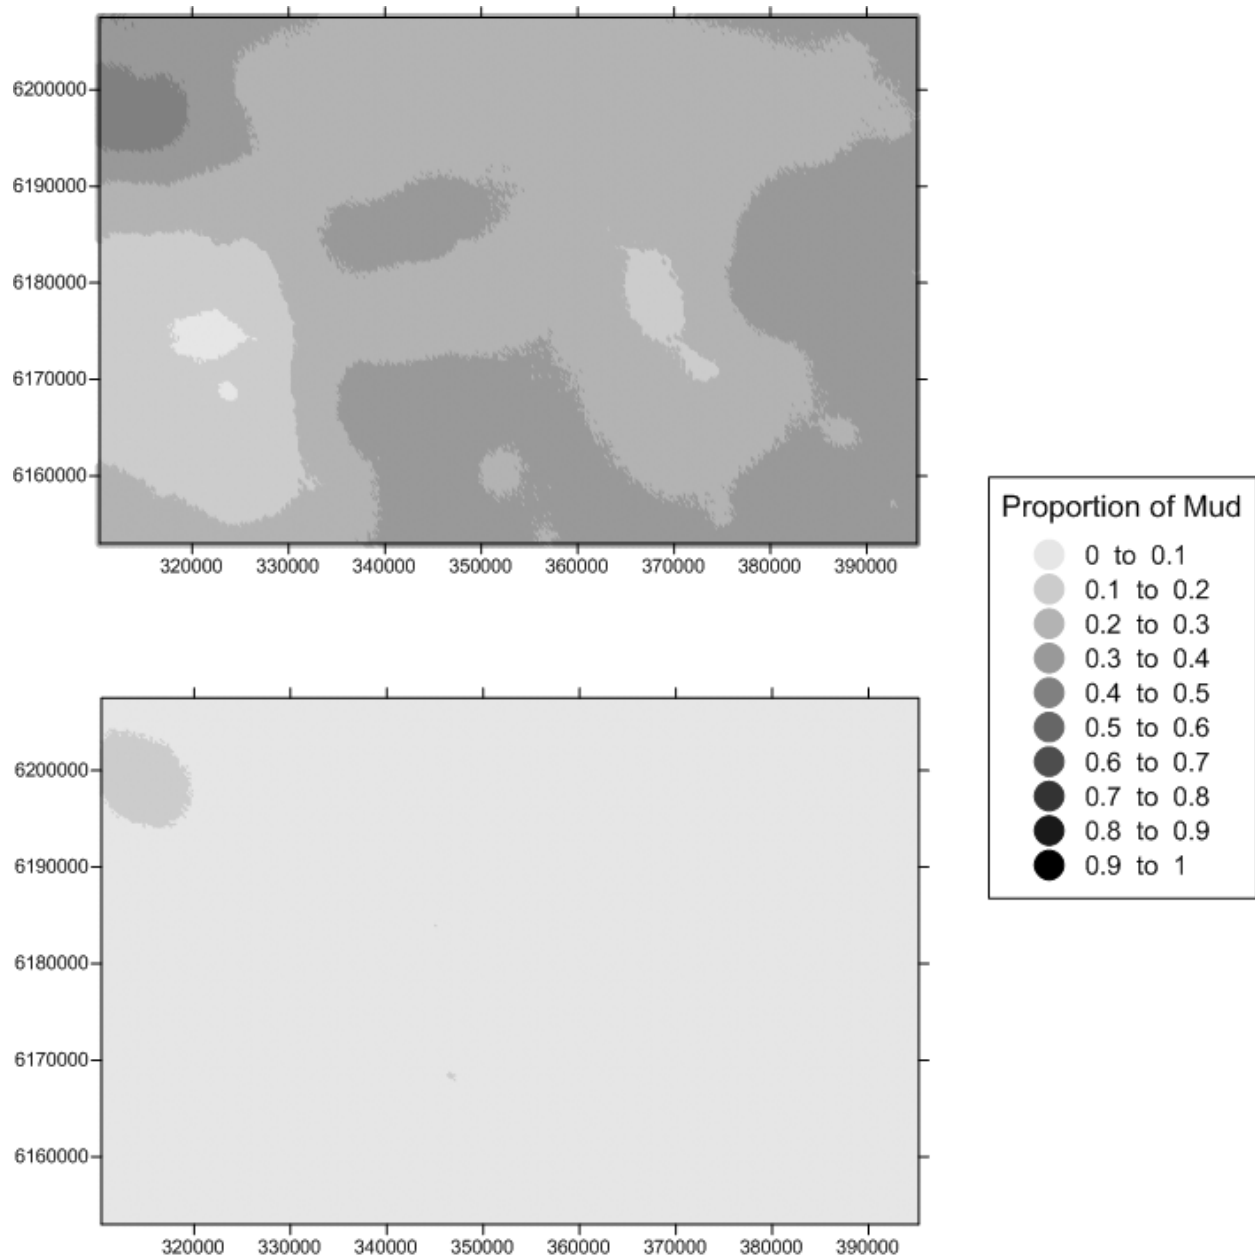 6200000
6190000
6180000
6170000
6160000
320000 330000 340000 350000 360000 370000 380000 390000
Proportion of Mud
0 to 0.1
0.1 to 0.2
0.2 to 0.3
0.3 to 0.4
0.4 to 0.5
0.5 to 0.6
0.6 to 0.7
0.7 to 0.8
0.8 to 0.9
0.9 to 1
6200000
6190000
6180000
6170000
6160000
320000 330000 340000 350000 360000 370000 380000 390000